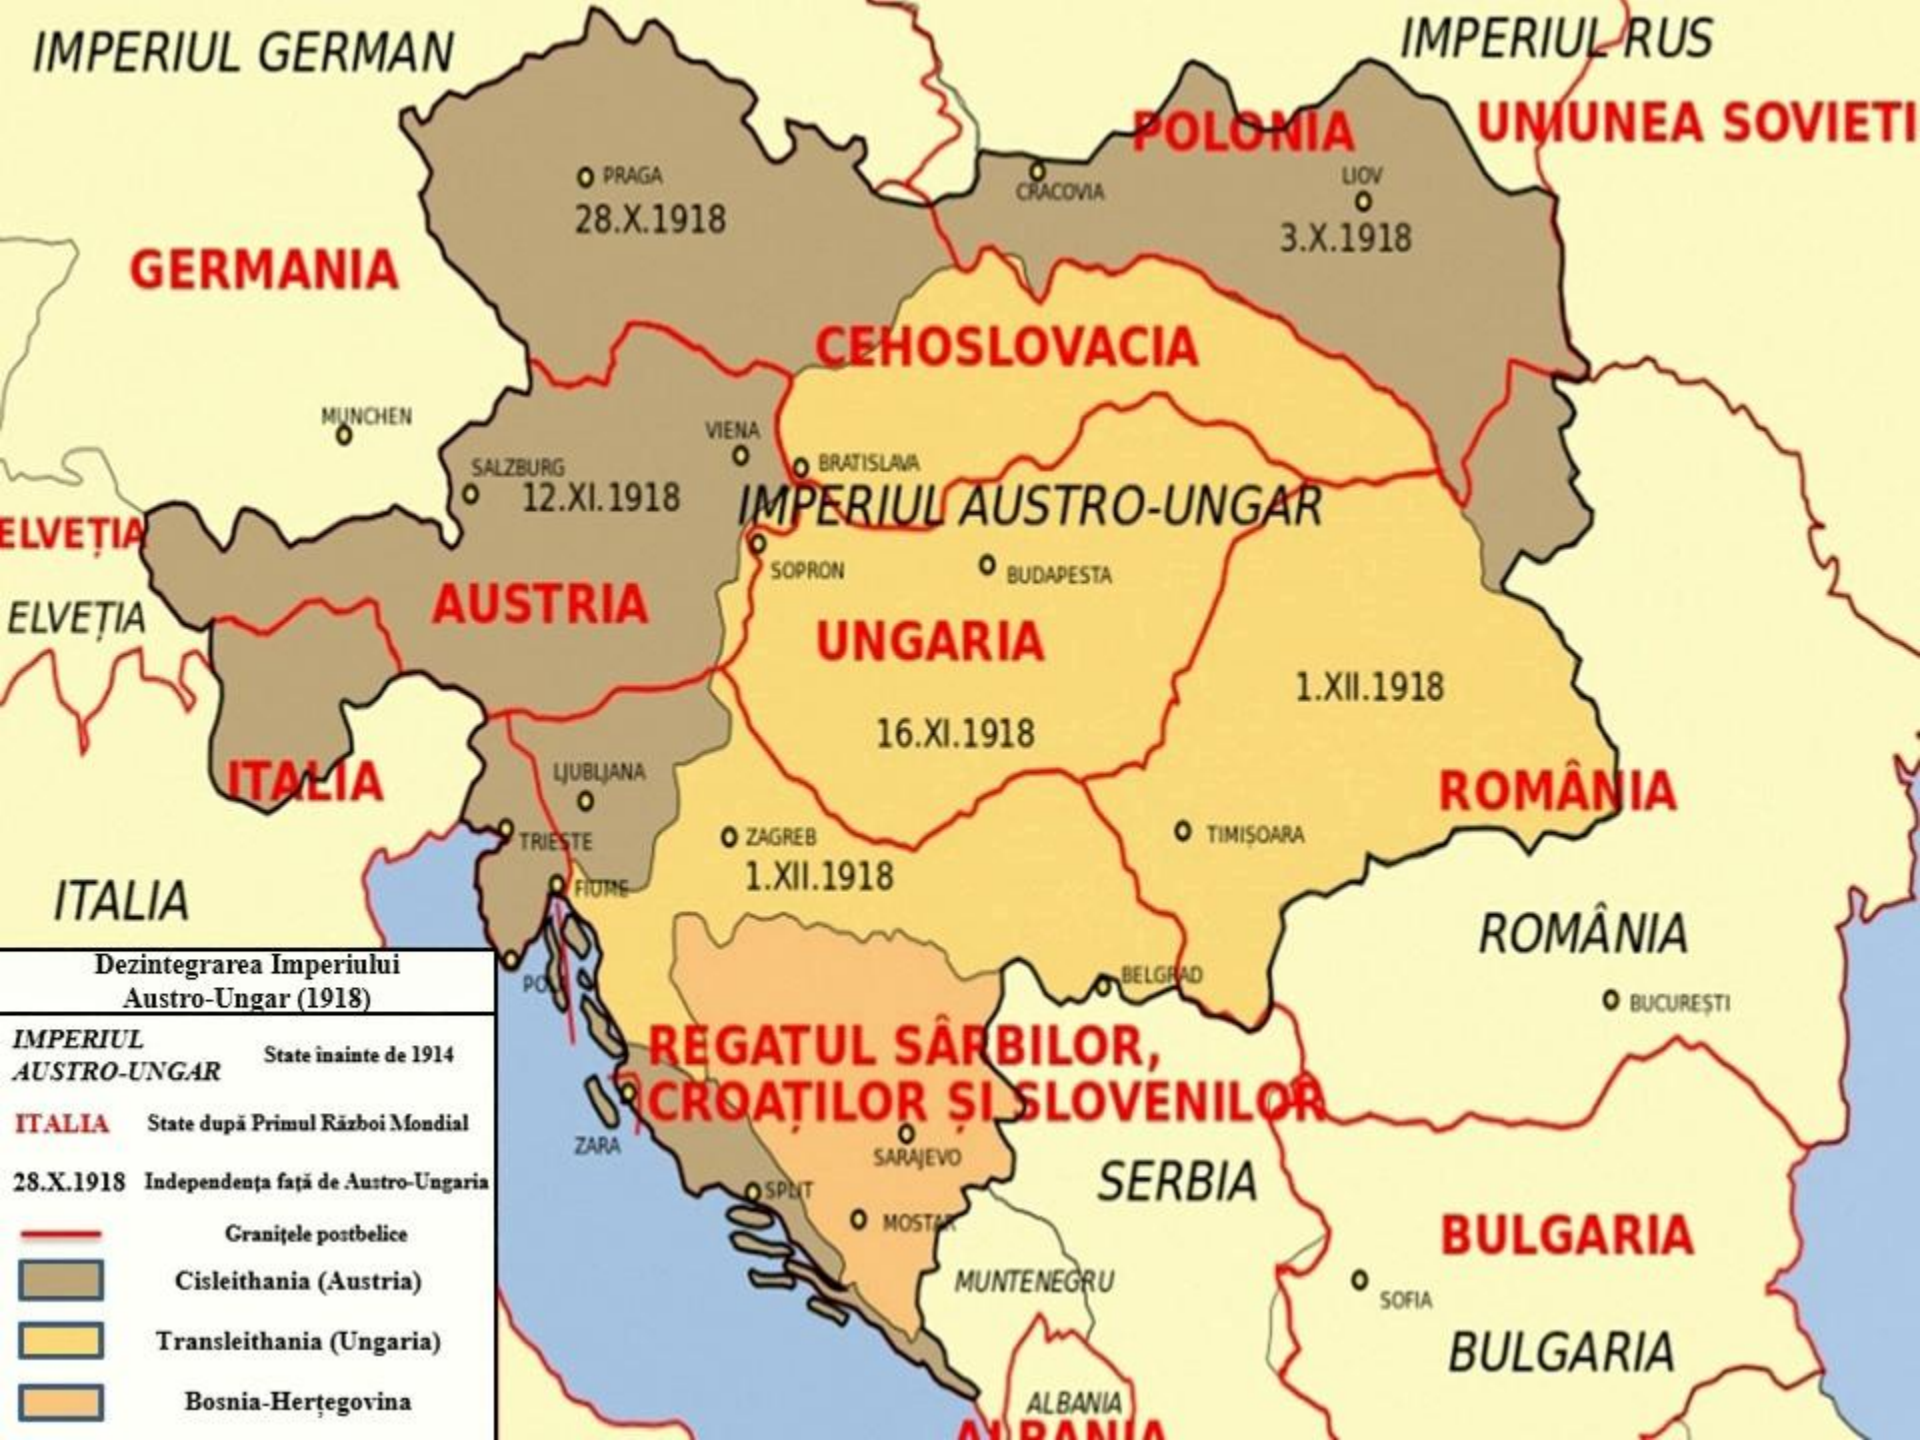 IMPERIUL GERMAN
IMPERIUL RUS
POLONIA
UNIUNEA SOVIETI
PRAGA
28.X.1918
CRACOVIA
LIOV
3.X.1918
GERMANIA
CEHOSLOVACIA
MUNCHEN
VIENA
SALZBURG
12.XI.1918
BRATISLAVA
IMPERIUL AUSTRO-UNGAR
ELVEȚIA
ELVEȚIA
SOPRON
BUDAPESTA
AUSTRIA
UNGARIA
16.XI.1918
1.XII.1918
ITALIA
LJUBLJANA
ROMÂNIA
TRIESTE
ZAGREB
1.XII.1918
TIMIȘOARA
FIUME
ITALIA
ROMÂNIA
POLA
BELGRAD
BUCUREȘTI
REGATUL SÂRBILOR,
CROAȚILOR ȘI SLOVENILOR
ZARA
SARAJEVO
SPLIT
MOSTAR
SERBIA
MUNTENEGRU
BULGARIA
SOFIA
BULGARIA
ALBANIA
ALBANIA
Dezintegrarea Imperiului
Austro-Ungar (1918)
IMPERIUL
AUSTRO-UNGAR State înainte de 1914
ITALIA State după Primul Război Mondial
28.X.1918 Independența față de Austro-Ungaria
Granițele postbelice
Cisleithania (Austria)
Transleithania (Ungaria)
Bosnia-Herțegovina